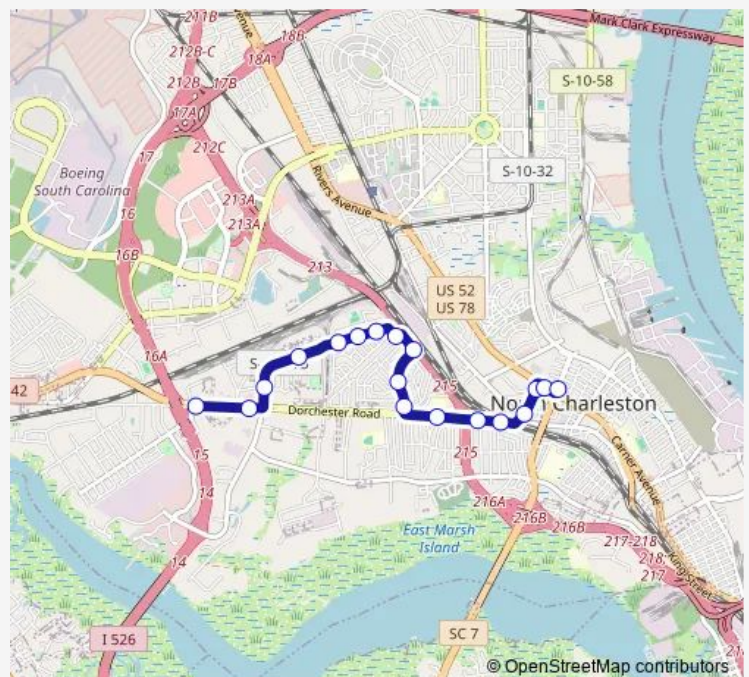 211B
212B-C
212B
17B
18A
18B
17A
17
212C
Avenue
Mark Clark Expressway
S-10-58
S-10-32
Boeing
South Carolina
16
213A
213A
Rivers Avenue
16B
213
US 52
US 78
16A
42
S
215
North Charleston
Dorchester Road
15
14
215
Carner Avenue
216A
216B
216B
East Marsh
Island
217-218
218,
217
King Street
14
I 526
SC 7
© OpenStreetMap contributors